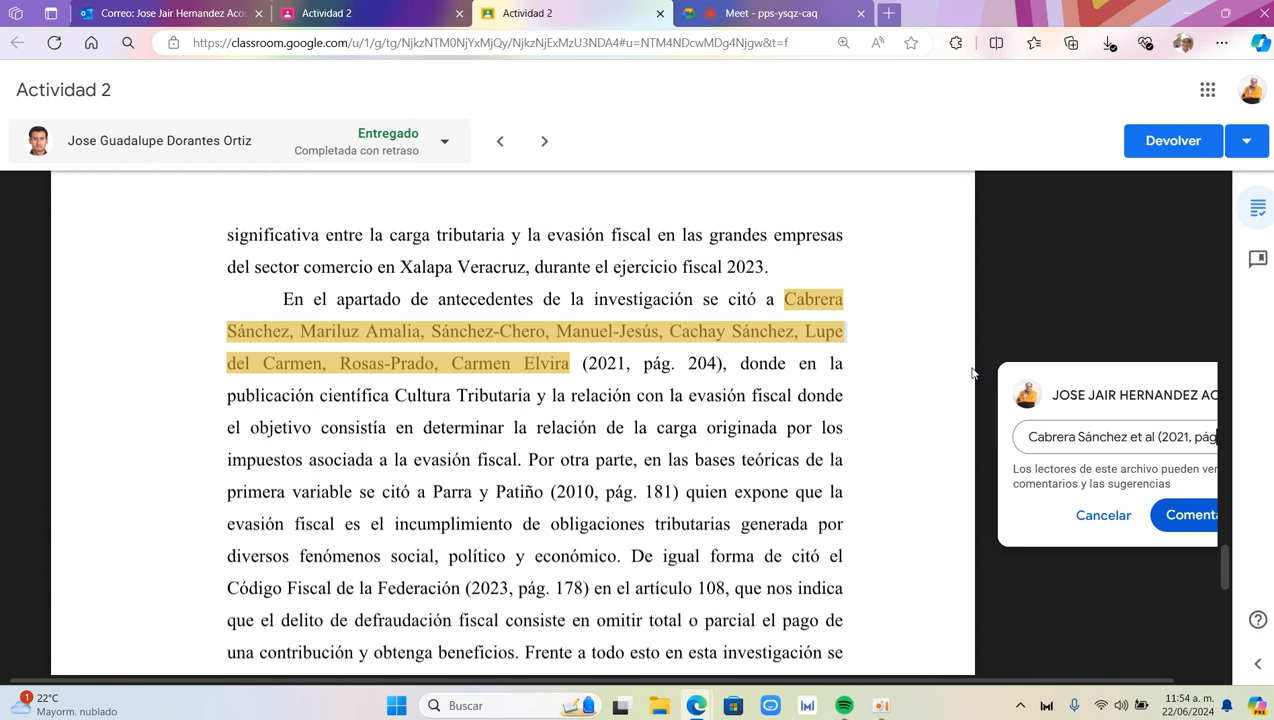 Correo: Jose Jair Hernandez Acos
Actividad 2
Actividad 2
Meet - pps-ysqz-caq
https://classroom.google.com/u/1/g/tg/NjkzNTM0NjYxMjQy/NjkzNjExMzU3NDA4#u=NTM4NDcwMDg4Njgw&t=f
Actividad 2
Jose Guadalupe Dorantes Ortiz
Entregado
Completada con retraso
Devolver
significativa entre la carga tributaria y la evasión fiscal en las grandes empresas
del sector comercio en Xalapa Veracruz, durante el ejercicio fiscal 2023.
En el apartado de antecedentes de la investigación se citó a Cabrera
Sánchez, Mariluz Amalia, Sánchez-Chero, Manuel-Jesús, Cachay Sánchez, Lupe
del Carmen, Rosas-Prado, Carmen Elvira (2021, pág. 204), donde en la
publicación científica Cultura Tributaria y la relación con la evasión fiscal donde
el objetivo consistía en determinar la relación de la carga originada por los
impuestos asociada a la evasión fiscal. Por otra parte, en las bases teóricas de la
primera variable se citó a Parra y Patiño (2010, pág. 181) quien expone que la
evasión fiscal es el incumplimiento de obligaciones tributarias generada por
diversos fenómenos social, político y económico. De igual forma de citó el
Código Fiscal de la Federación (2023, pág. 178) en el artículo 108, que nos indica
que el delito de defraudación fiscal consiste en omitir total o parcial el pago de
una contribución y obtenga beneficios. Frente a todo esto en esta investigación se
JOSE JAIR HERNANDEZ AC
Cabrera Sánchez et al (2021, pág
Los lectores de este archivo pueden ver
comentarios y las sugerencias
Cancelar
Comenta
1
22°C
Mayorm. nublado
Buscar
11:54 a. m.
22/06/2024
PRE